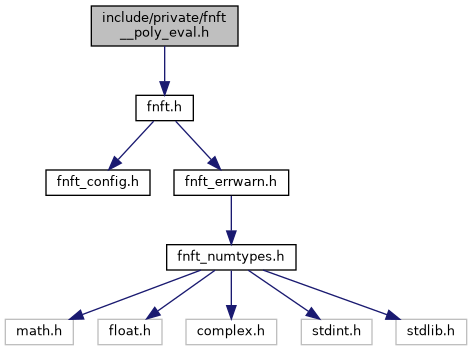 include/private/fnft
__poly_eval.h
fnft.h
fnft_config.h
fnft_errwarn.h
fnft_numtypes.h
math.h
float.h
complex.h
stdint.h
stdlib.h